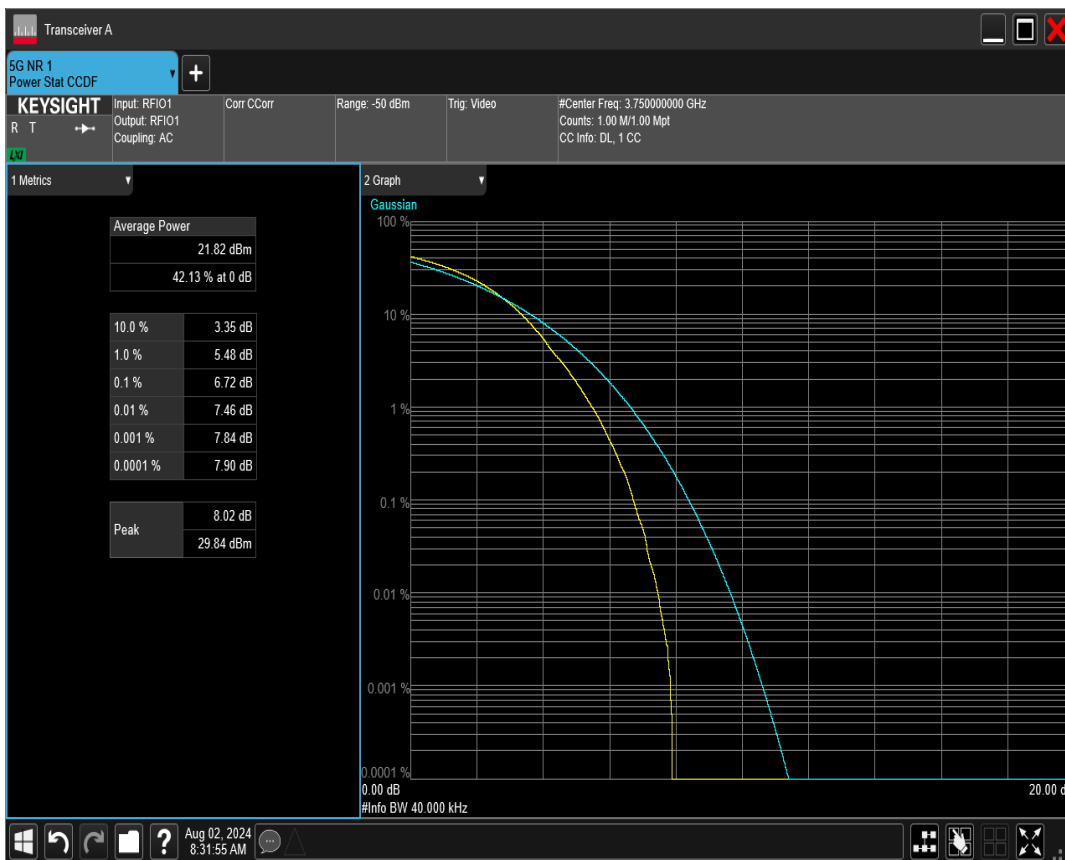 Transceiver A
5G NR 1
Power Stat CCDF
+
KEYSIGHT
R T
LXI
Input: RFIO1
Output: RFIO1
Coupling: AC
Corr CCorr
Range: -50 dBm
Trig: Video
#Center Freq: 3.750000000 GHz
Counts: 1.00 M/1.00 Mpt
CC Info: DL, 1 CC
1 Metrics
Average Power
21.82 dBm
42.13 % at 0 dB
10.0 % 3.35 dB
1.0 % 5.48 dB
0.1 % 6.72 dB
0.01 % 7.46 dB
0.001 % 7.84 dB
0.0001 % 7.90 dB
Peak
8.02 dB
29.84 dBm
2 Graph
Gaussian
100 %
10 %
1 %
0.1 %
0.01 %
0.001 %
0.0001 %
0.00 dB
20.00 d
#Info BW 40.000 kHz
?
Aug 02, 2024
8:31:55 AM